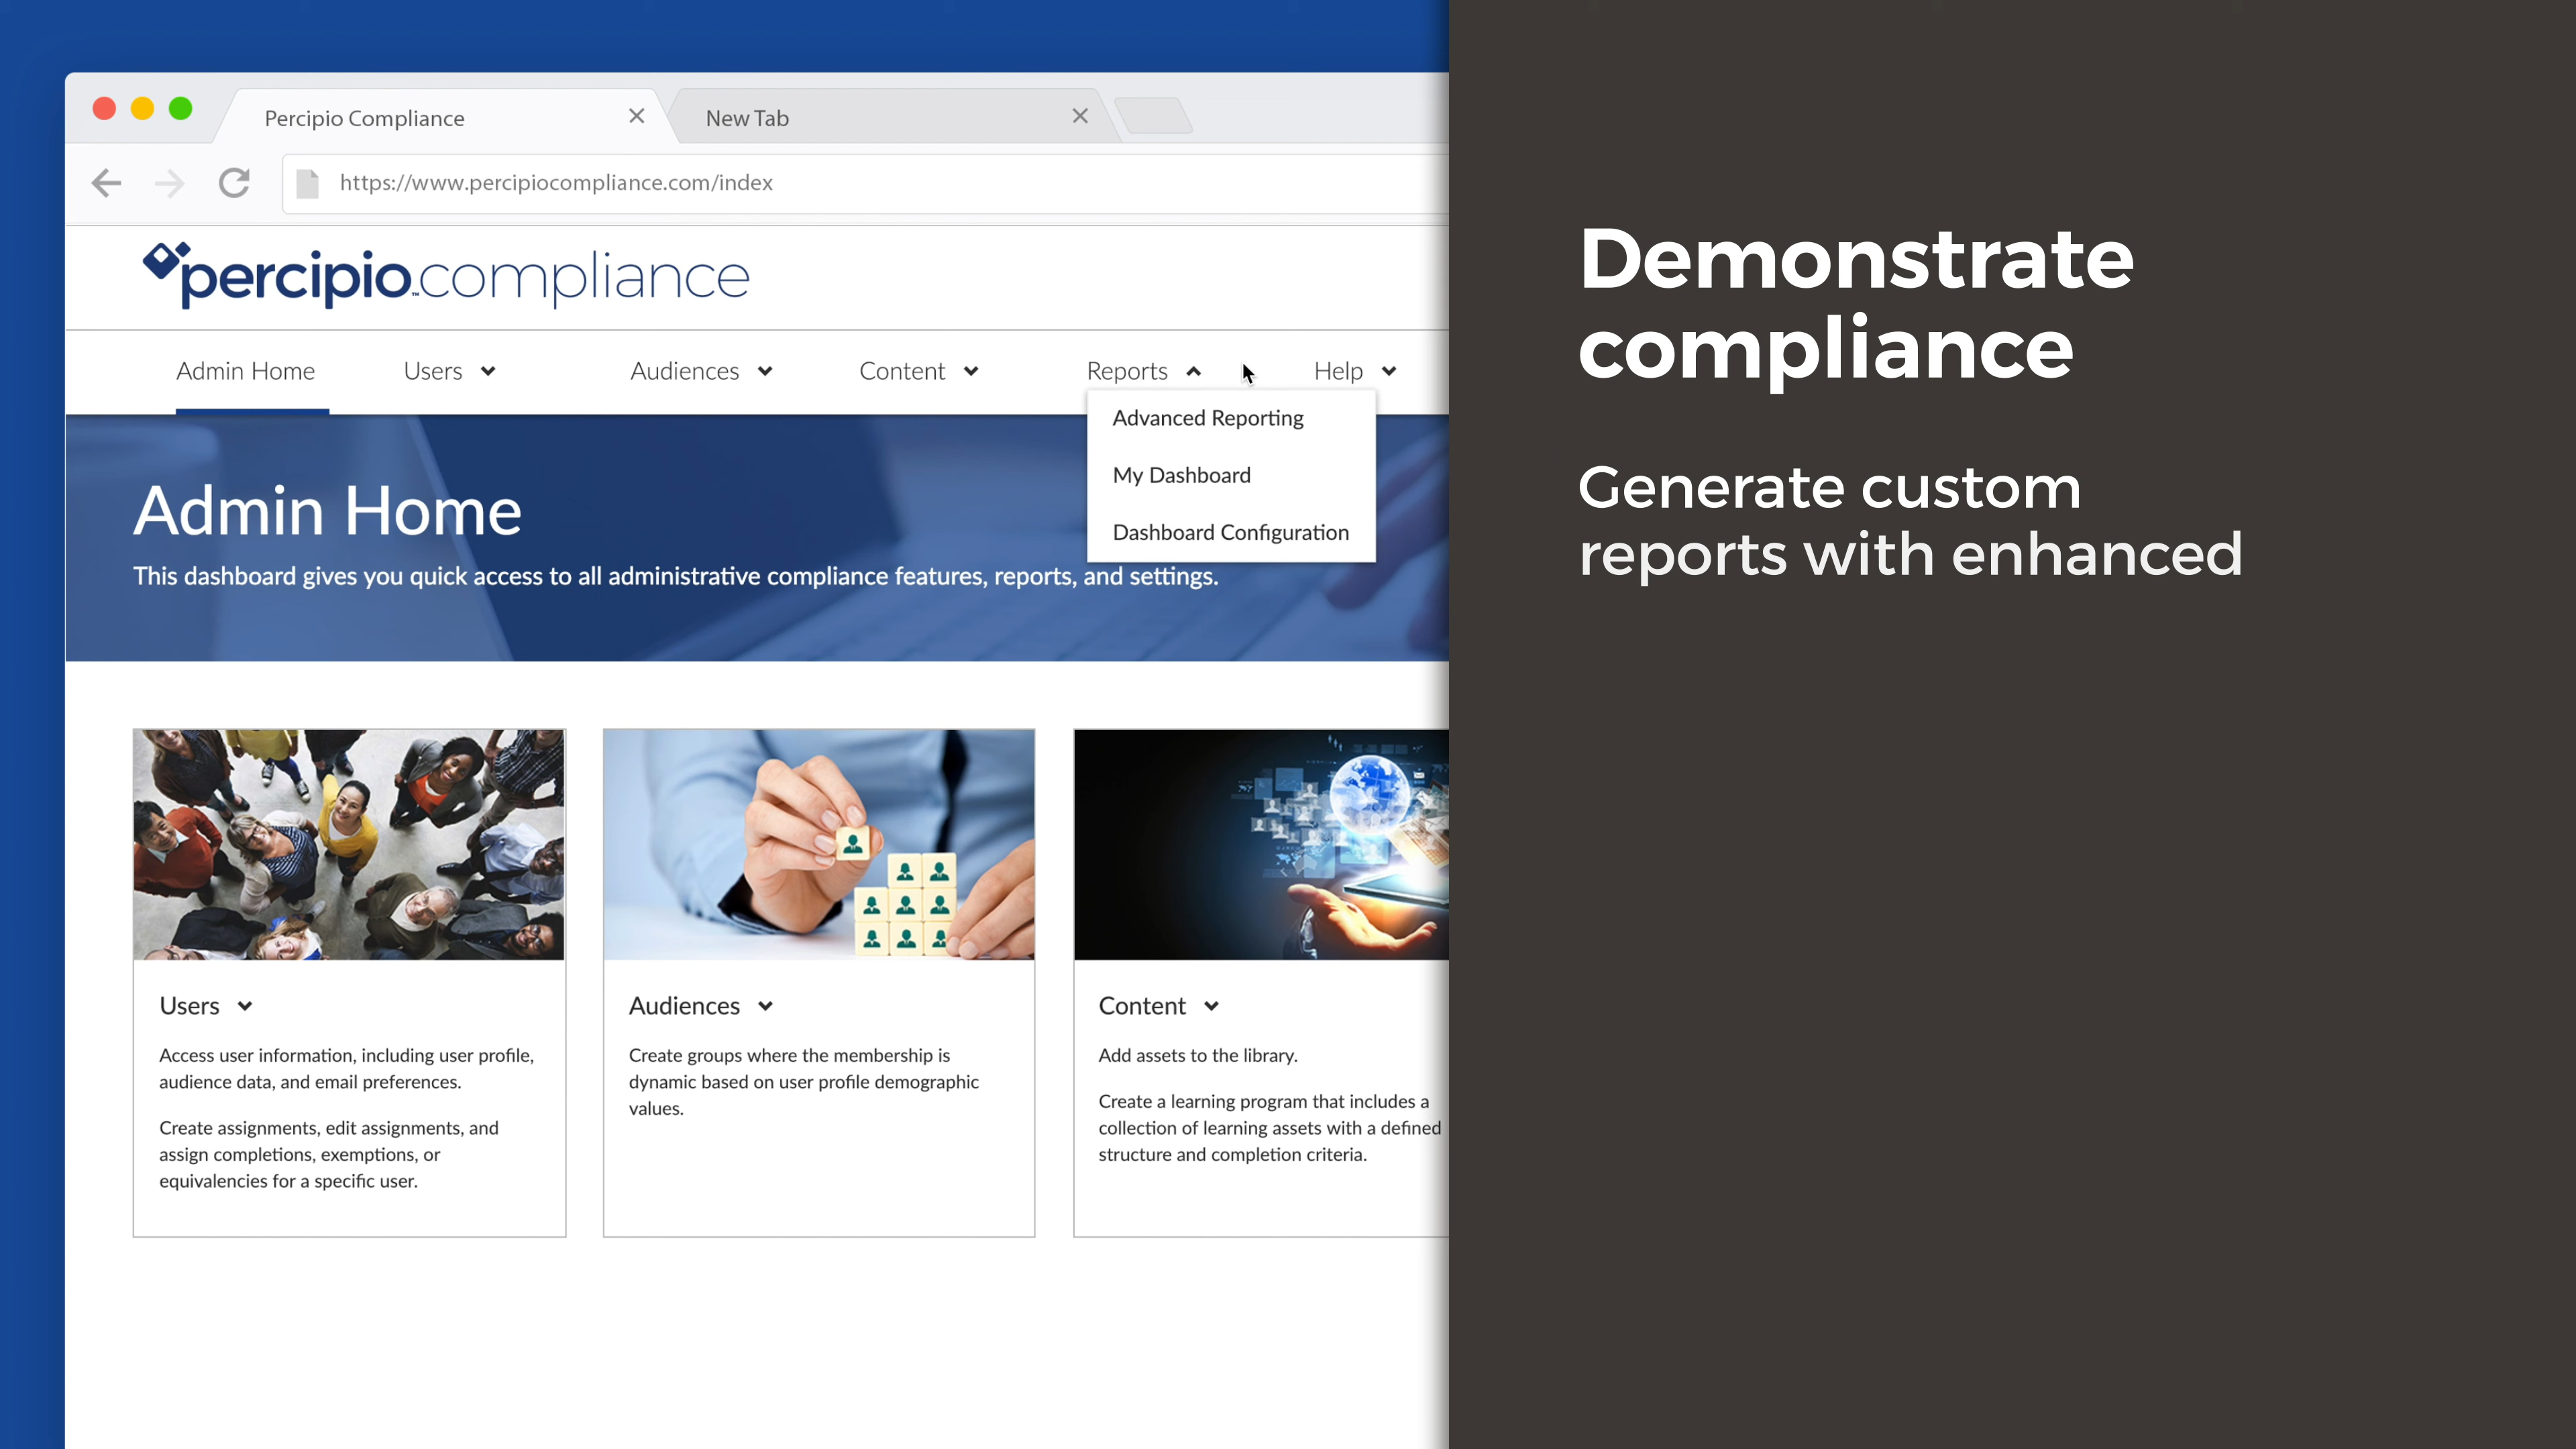 Percipio Compliance
New Tab
https://www.percipiocompliance.com/index
percipio™compliance
Admin Home
Users
Audiences
Content
Reports
Help
Advanced Reporting
My Dashboard
Dashboard Configuration
Admin Home
This dashboard gives you quick access to all administrative compliance features, reports, and settings.
Users
Access user information, including user profile,
audience data, and email preferences.
Create assignments, edit assignments, and
assign completions, exemptions, or
equivalencies for a specific user.
Audiences
Create groups where the membership is
dynamic based on user profile demographic
values.
Content
Add assets to the library.
Create a learning program that includes a
collection of learning assets with a defined
structure and completion criteria.
Demonstrate
compliance
Generate custom
reports with enhanced